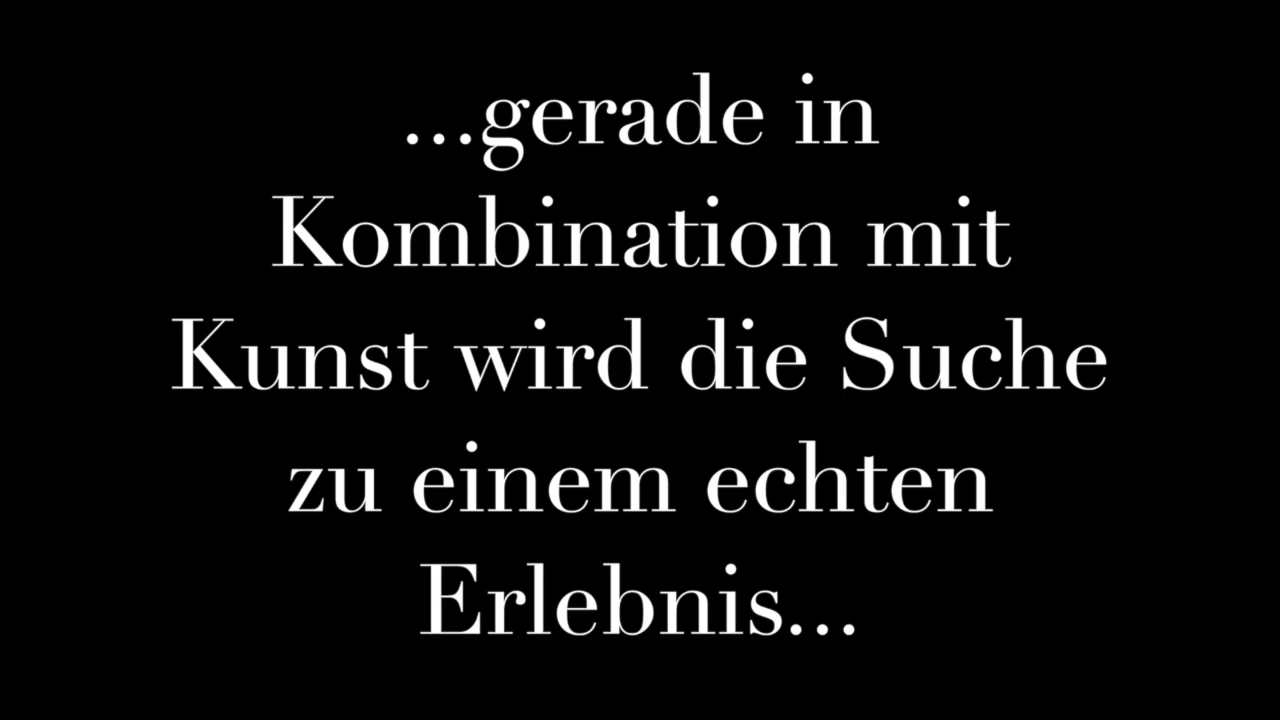 ...gerade in
Kombination mit
Kunst wird die Suche
zu einem echten
Erlebnis...